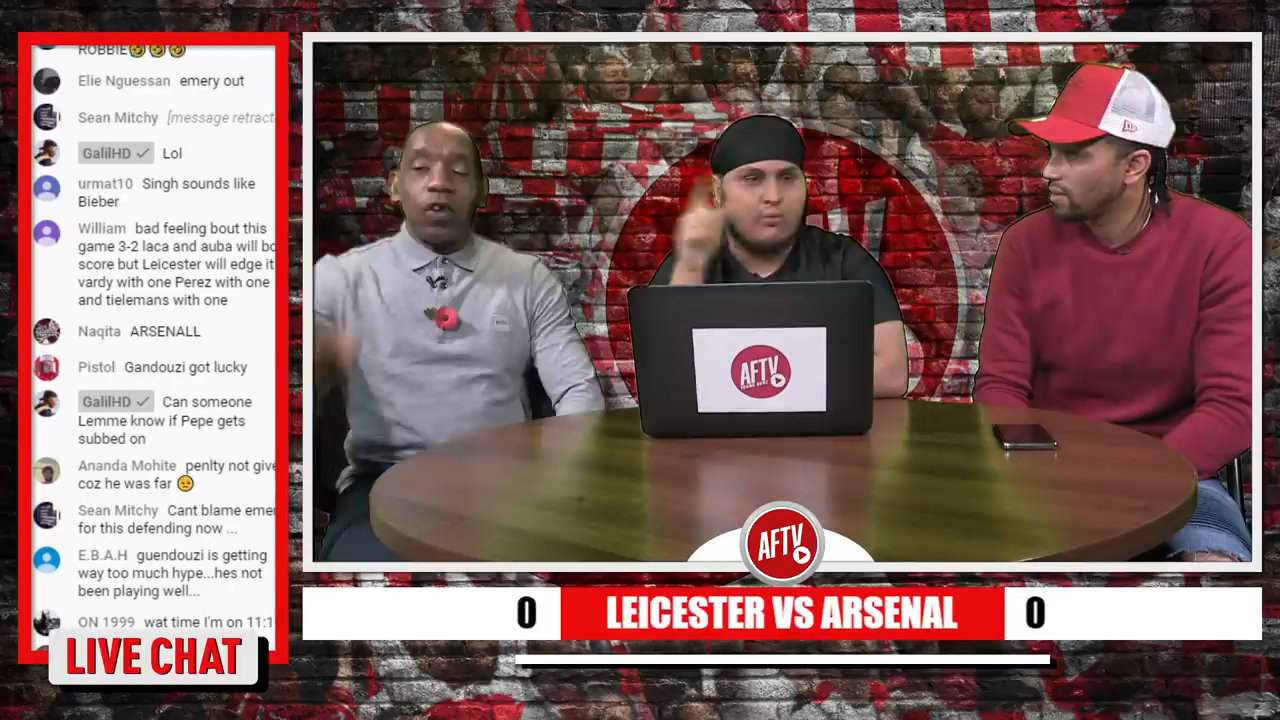 ROBBIE🤣🤣🤣
Elie Nguessan emery out
Sean Mitchy [message retract
GalilHD ✓ Lol
urmat10 Singh sounds like
Bieber
William bad feeling bout this
game 3-2 laca and auba will bo
score but Leicester will edge it
vardy with one Perez with one
and tielemans with one
Naqita ARSENALL
Pistol Gandouzi got lucky
GalilHD ✓ Can someone
Lemme know if Pepe gets
subbed on
Ananda Mohite penlty not give
coz he was far 😔
Sean Mitchy Cant blame emer
for this defending now ...
E.B.A.H guendouzi is getting
way too much hype...hes not
been playing well...
ON 1999 wat time I'm on 11:1
LIVE CHAT
AFTV
AFTV
0 LEICESTER VS ARSENAL 0